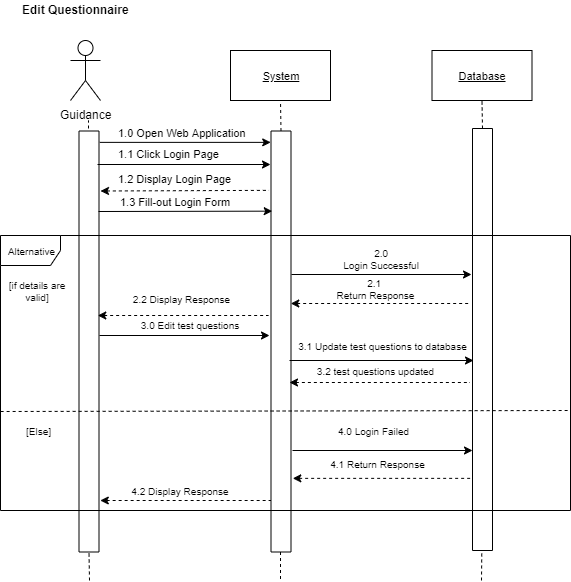 Edit Questionnaire
System
Database
Guidance
1.0 Open Web Application
1.1 Click Login Page
1.2 Display Login Page
1.3 Fill-out Login Form
Alternative
[if details are
valid]
2.0
Login Successful
2.1
Return Response
2.2 Display Response
3.0 Edit test questions
3.1 Update test questions to database
3.2 test questions updated
[Else]
4.0 Login Failed
4.1 Return Response
4.2 Display Response